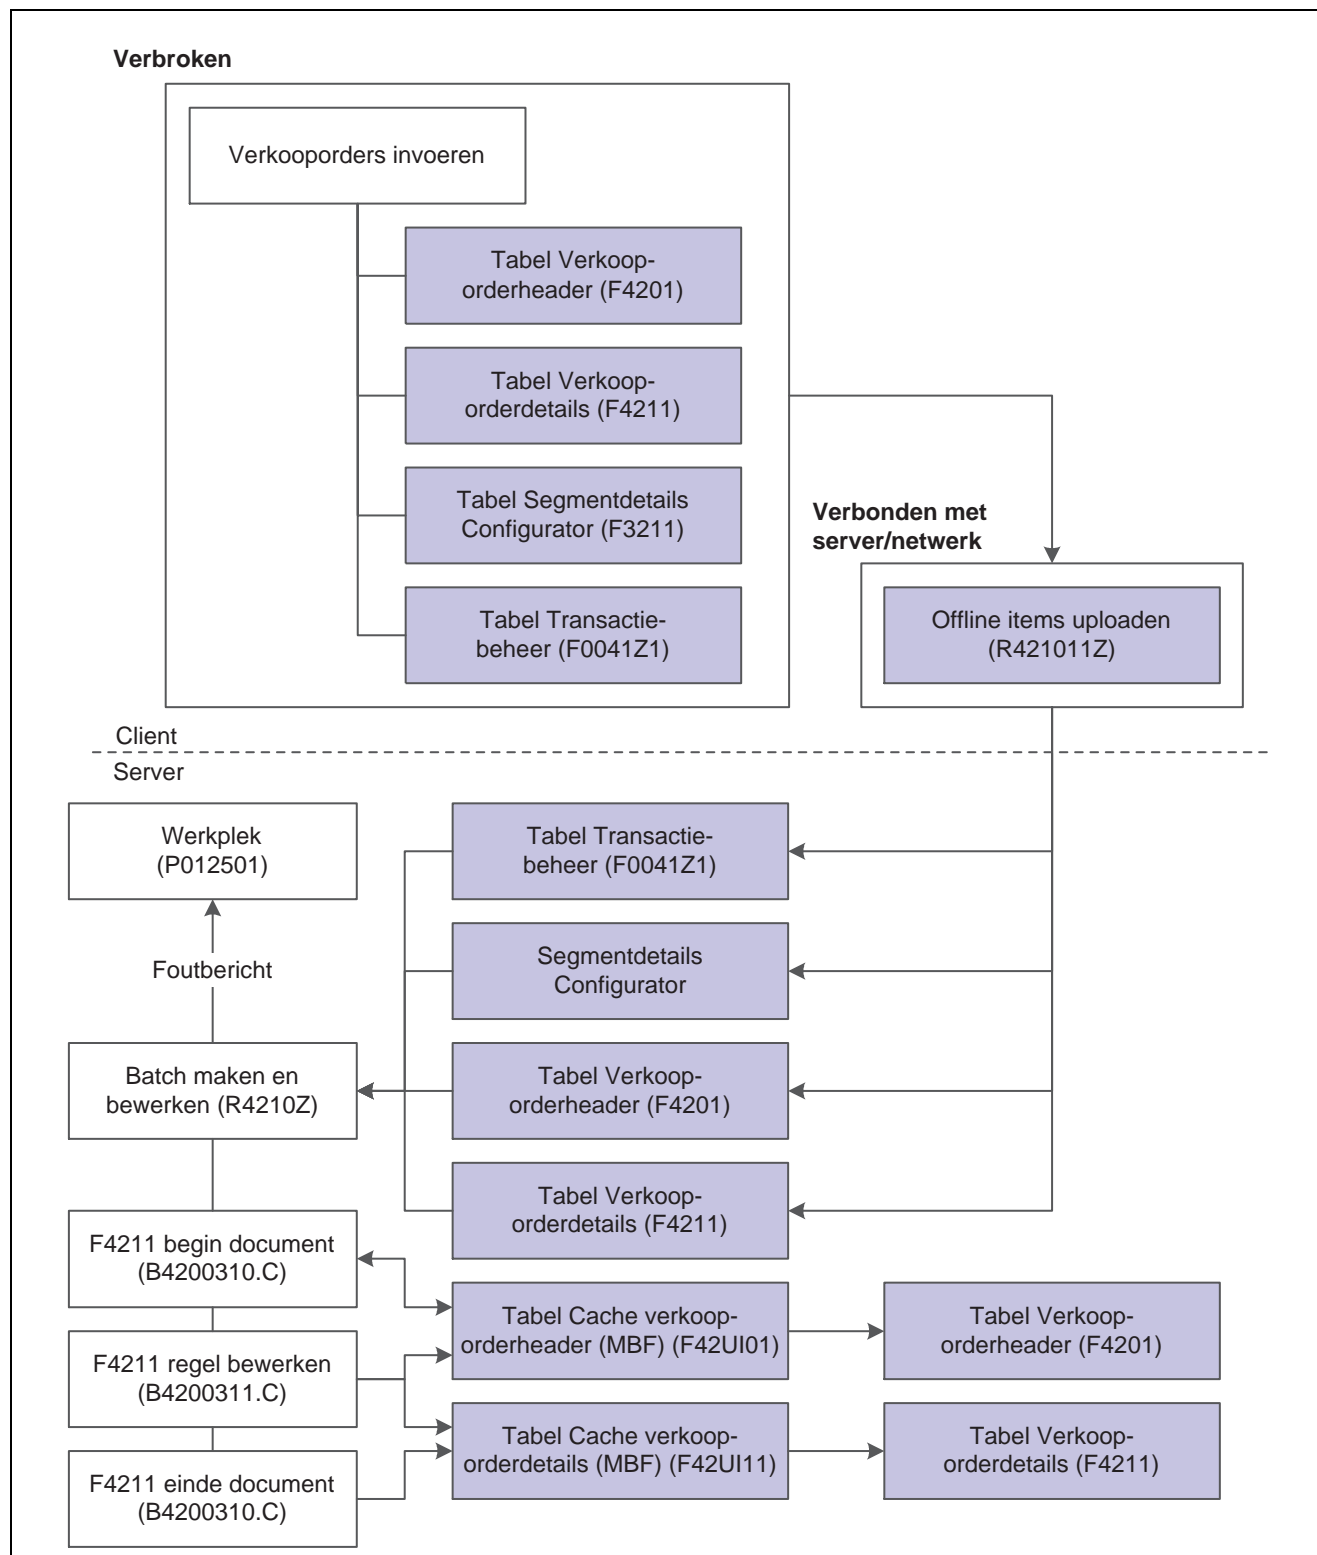 Verbroken
Verkooporders invoeren
Tabel Verkoop-
orderheader (F4201)
Tabel Verkoop-
orderdetails (F4211)
Tabel Segmentdetails
Configurator (F3211)
Tabel Transactie-
beheer (F0041Z1)
Verbonden met
server/netwerk
Offline items uploaden
(R421011Z)
Client
Server
Werkplek
(P012501)
Foutbericht
Batch maken en
bewerken (R4210Z)
Tabel Transactie-
beheer (F0041Z1)
Segmentdetails
Configurator
Tabel Verkoop-
orderheader (F4201)
Tabel Verkoop-
orderdetails (F4211)
F4211 begin document
(B4200310.C)
F4211 regel bewerken
(B4200311.C)
F4211 einde document
(B4200310.C)
Tabel Cache verkoop-
orderheader (MBF) (F42UI01)
Tabel Verkoop-
orderheader (F4201)
Tabel Cache verkoop-
orderdetails (MBF) (F42UI11)
Tabel Verkoop-
orderdetails (F4211)